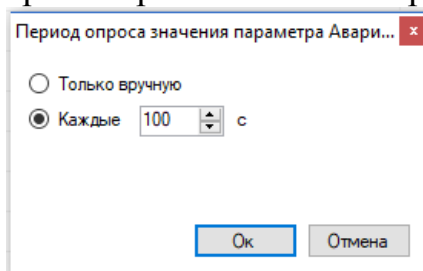 Период опроса значения параметра Авари...
Только вручную
Каждые 100 с
Ок Отмена